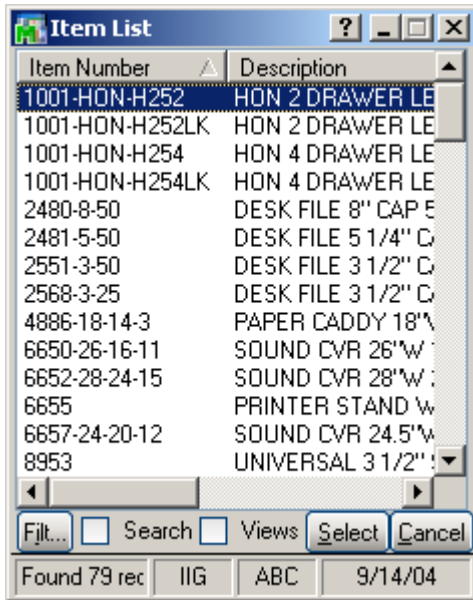 Item List
Item Number Description
1001-HON-H252 HON 2 DRAWER LE
1001-HON-H252LK HON 2 DRAWER LE
1001-HON-H254 HON 4 DRAWER LE
1001-HON-H254LK HON 4 DRAWER LE
2480-8-50 DESK FILE 8" CAP 5
2481-5-50 DESK FILE 5 1/4" CA
2551-3-50 DESK FILE 3 1/2" CA
2568-3-25 DESK FILE 3 1/2" CA
4886-18-14-3 PAPER CADDY 18"W
6650-26-16-11 SOUND CVR 26"W
6652-28-24-15 SOUND CVR 28"W
6655 PRINTER STAND W
6657-24-20-12 SOUND CVR 24.5"W
8953 UNIVERSAL 3 1/2"
Filt... Search Views Select Cancel
Found 79 rec IIG ABC 9/14/04